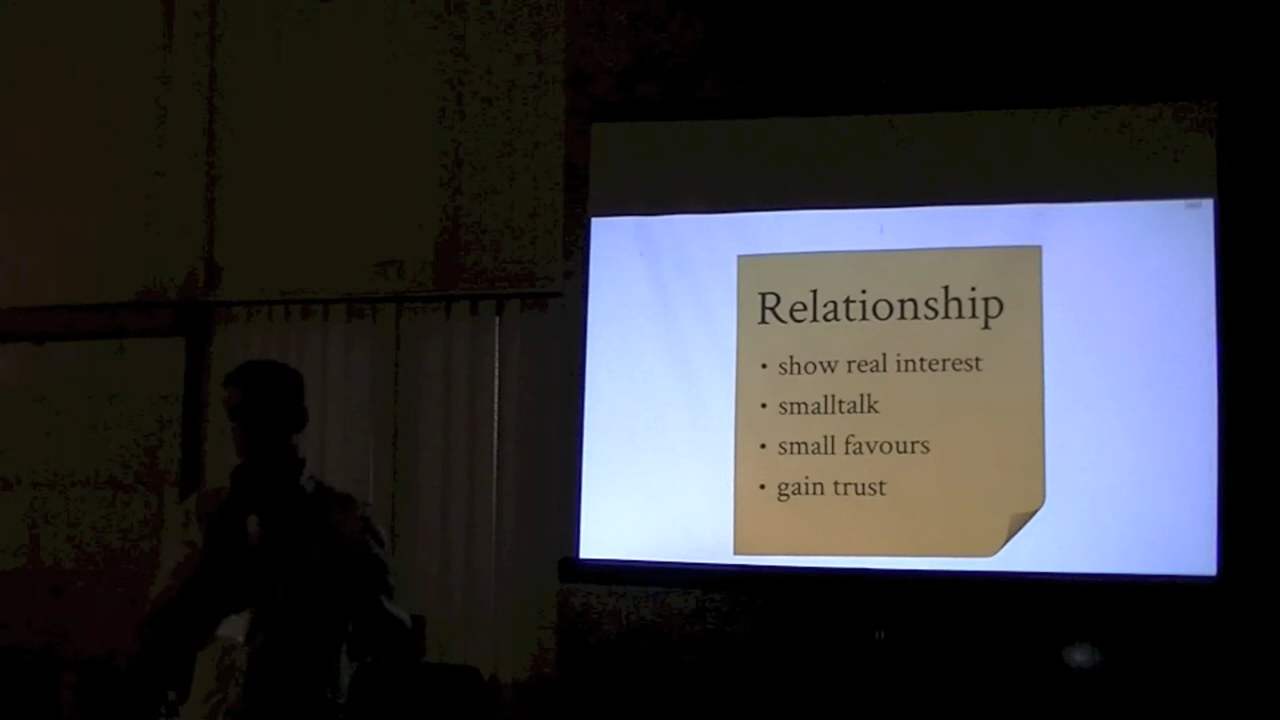 Relationship
• show real interest
• smalltalk
• small favours
• gain trust